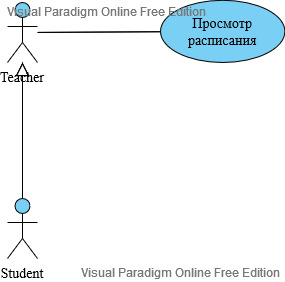 Visual Paradigm Online Free Edition
Просмотр
расписания
Teacher
Student
Visual Paradigm Online Free Edition